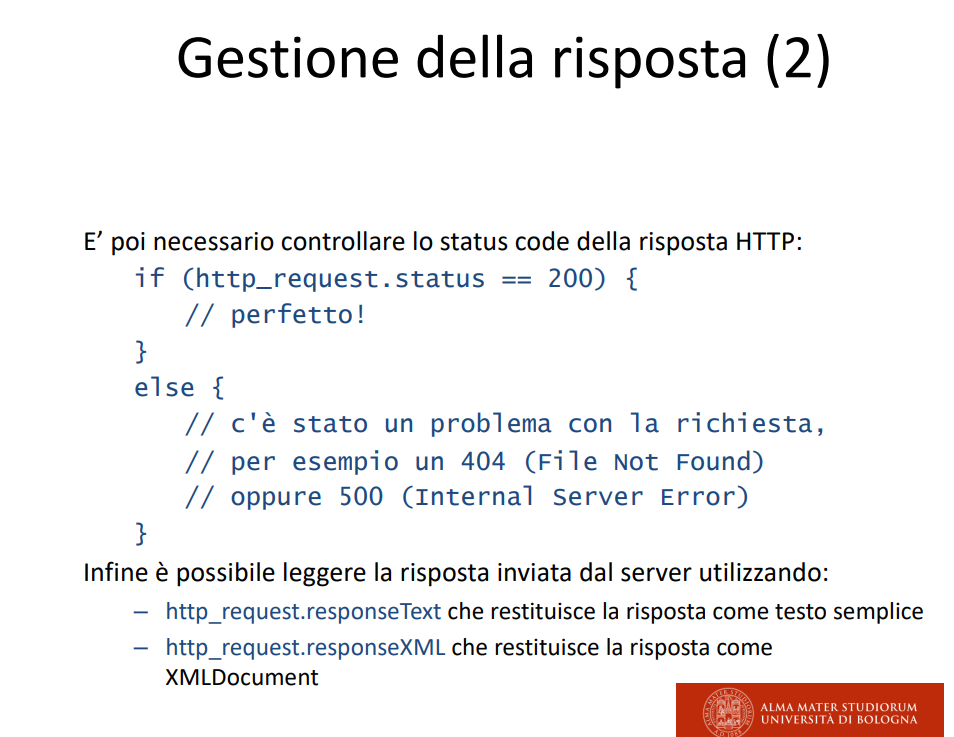 Gestione della risposta (2)
E’ poi necessario controllare lo status code della risposta HTTP:
if (http_request.status == 200) {
// perfetto!
}
else {
// c'è stato un problema con la richiesta,
// per esempio un 404 (File Not Found)
// oppure 500 (Internal Server Error)
}
Infine è possibile leggere la risposta inviata dal server utilizzando:
– http_request.responseText che restituisce la risposta come testo semplice
– http_request.responseXML che restituisce la risposta come
XMLDocument
ALMA MATER STUDIORUM
UNIVERSITÀ DI BOLOGNA